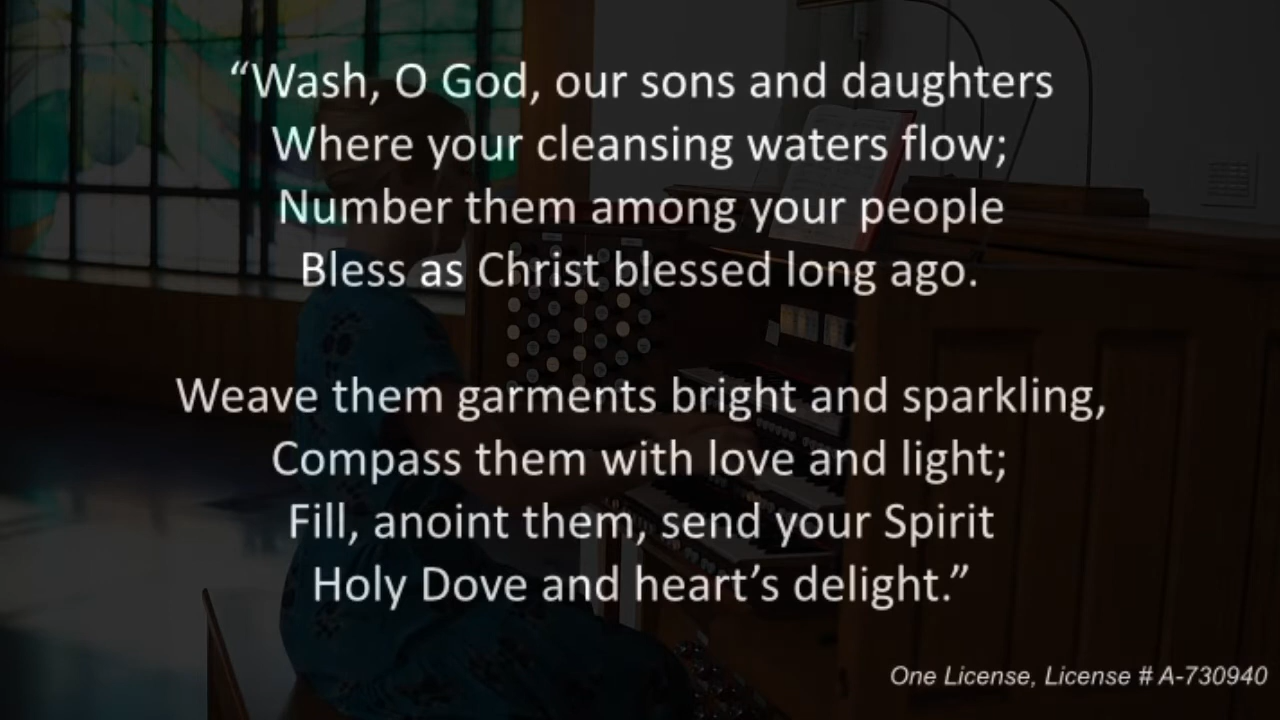 “Wash, O God, our sons and daughters
Where your cleansing waters flow;
Number them among your people
Bless as Christ blessed long ago.
Weave them garments bright and sparkling,
Compass them with love and light;
Fill, anoint them, send your Spirit
Holy Dove and heart’s delight.”
One License, License # A-730940